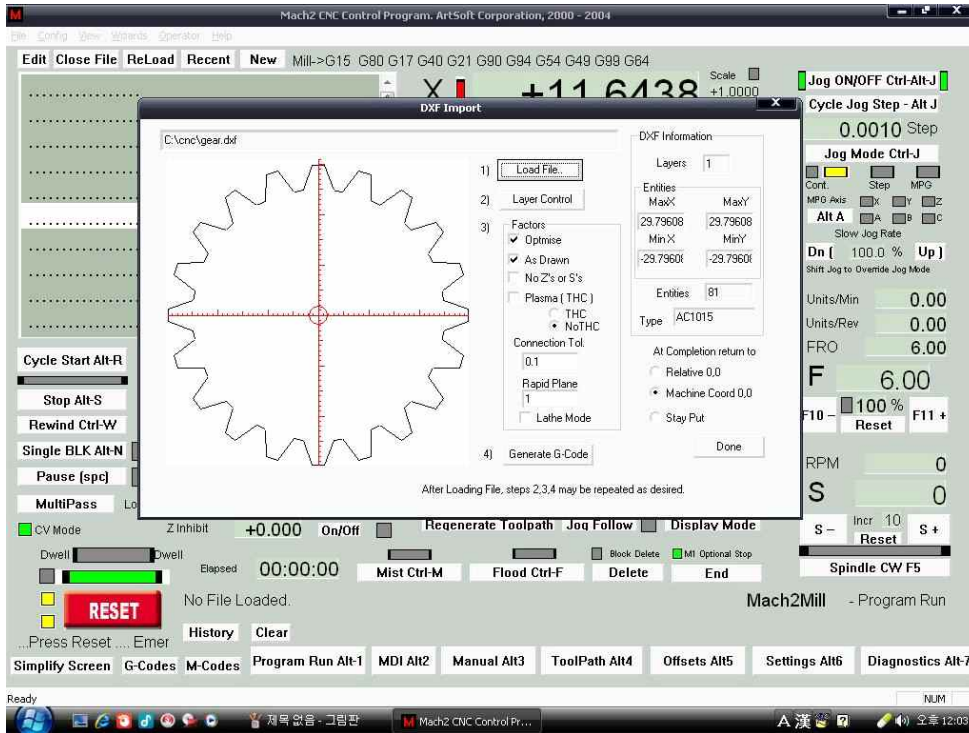 Mach2 CNC Control Program. ArtSoft Corporation, 2000 - 2004
File Config View Wizards Operator Help
Edit Close File ReLoad Recent New Mill->G15 G80 G17 G40 G21 G90 G94 G54 G49 G99 G64
X +11.6438 Scale +1.0000
Jog ON/OFF Ctrl-Alt-J
Cycle Jog Step - Alt J
0.0010 Step
Jog Mode Ctrl-J
Cont. Step MPG
MPG Axis X Y Z
Alt A A B C
Slow Jog Rate
Dn [ 100.0 % Up ]
Shift Jog to Override Jog Mode
Units/Min 0.00
Units/Rev 0.00
FRO 6.00
F 6.00
F10 - 100 % F11 +
Reset
RPM 0
S 0
S - Incr 10 S +
Reset
Spindle CW F5
DXF Import
C:\cnc\gear.dxf
1) Load File..
2) Layer Control
3) Factors
Optmise
As Drawn
No Z's or S's
Plasma ( THC )
THC
NoTHC
Connection Tol.
0.1
Rapid Plane
1
Lathe Mode
4) Generate G-Code
DXF Information
Layers 1
Entities
MaxX MaxY
29.79608 29.79608
Min X MinY
-29.7960 -29.7960
Entities 81
Type AC1015
At Completion return to
Relative 0,0
Machine Coord 0,0
Stay Put
Done
After Loading File, steps 2,3,4 may be repeated as desired.
Cycle Start Alt-R
Stop Alt-S
Rewind Ctrl-W
Single BLK Alt-N
Pause (spc)
MultiPass Lo
CV Mode Z Inhibit +0.000 On/Off Regenerate Toolpath Jog Follow Display Mode
Dwell Dwell
Elapsed 00:00:00 Mist Ctrl-M Flood Ctrl-F
Block Delete M1 Optional Stop
Delete End
RESET
No File Loaded.
Mach2Mill - Program Run
...Press Reset .... Emer History Clear
Simplify Screen G-Codes M-Codes Program Run Alt-1 MDI Alt2 Manual Alt3 ToolPath Alt4 Offsets Alt5 Settings Alt6 Diagnostics Alt-7
Ready NUM
제목 없음 - 그림판 Mach2 CNC Control Pr... A 漢 오후 12:03